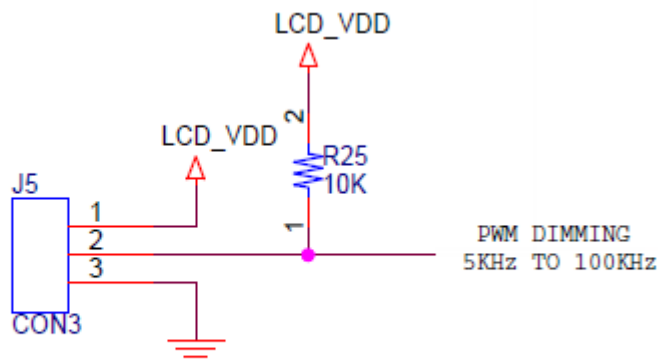 LCD_VDD
2
LCD_VDD
R25
10K
J5
1
2
3
1
PWM DIMMING
5KHz TO 100KHz
CON3